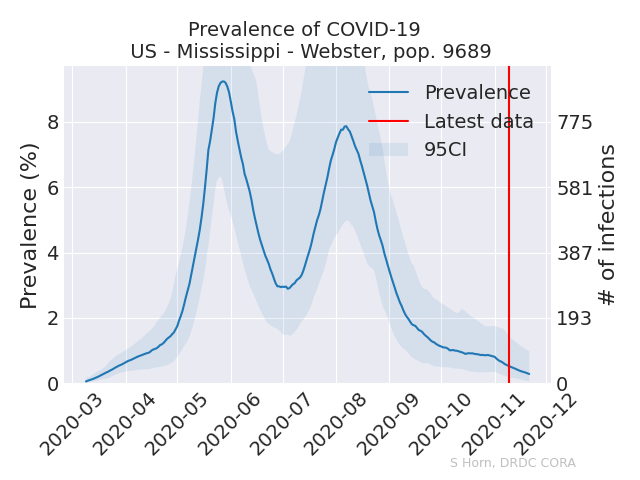 Prevalence of COVID-19
US - Mississippi - Webster, pop. 9689
Prevalence
Latest data
95CI
Prevalence (%)
8
6
4
2
0
775
581
387
193
0
# of infections
2020-03
2020-04
2020-05
2020-06
2020-07
2020-08
2020-09
2020-10
2020-11
2020-12
S Horn, DRDC CORA